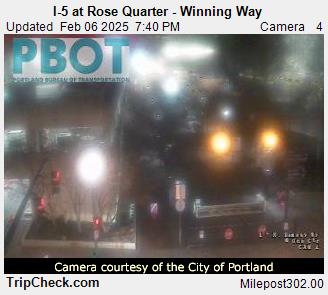 I-5 at Rose Quarter - Winning Way
Updated Feb 06 2025 7:40 PM Camera 4
PBOT
PORTLAND BUREAU OF TRANSPORTATION
Camera courtesy of the City of Portland
TripCheck.com Milepost302.00